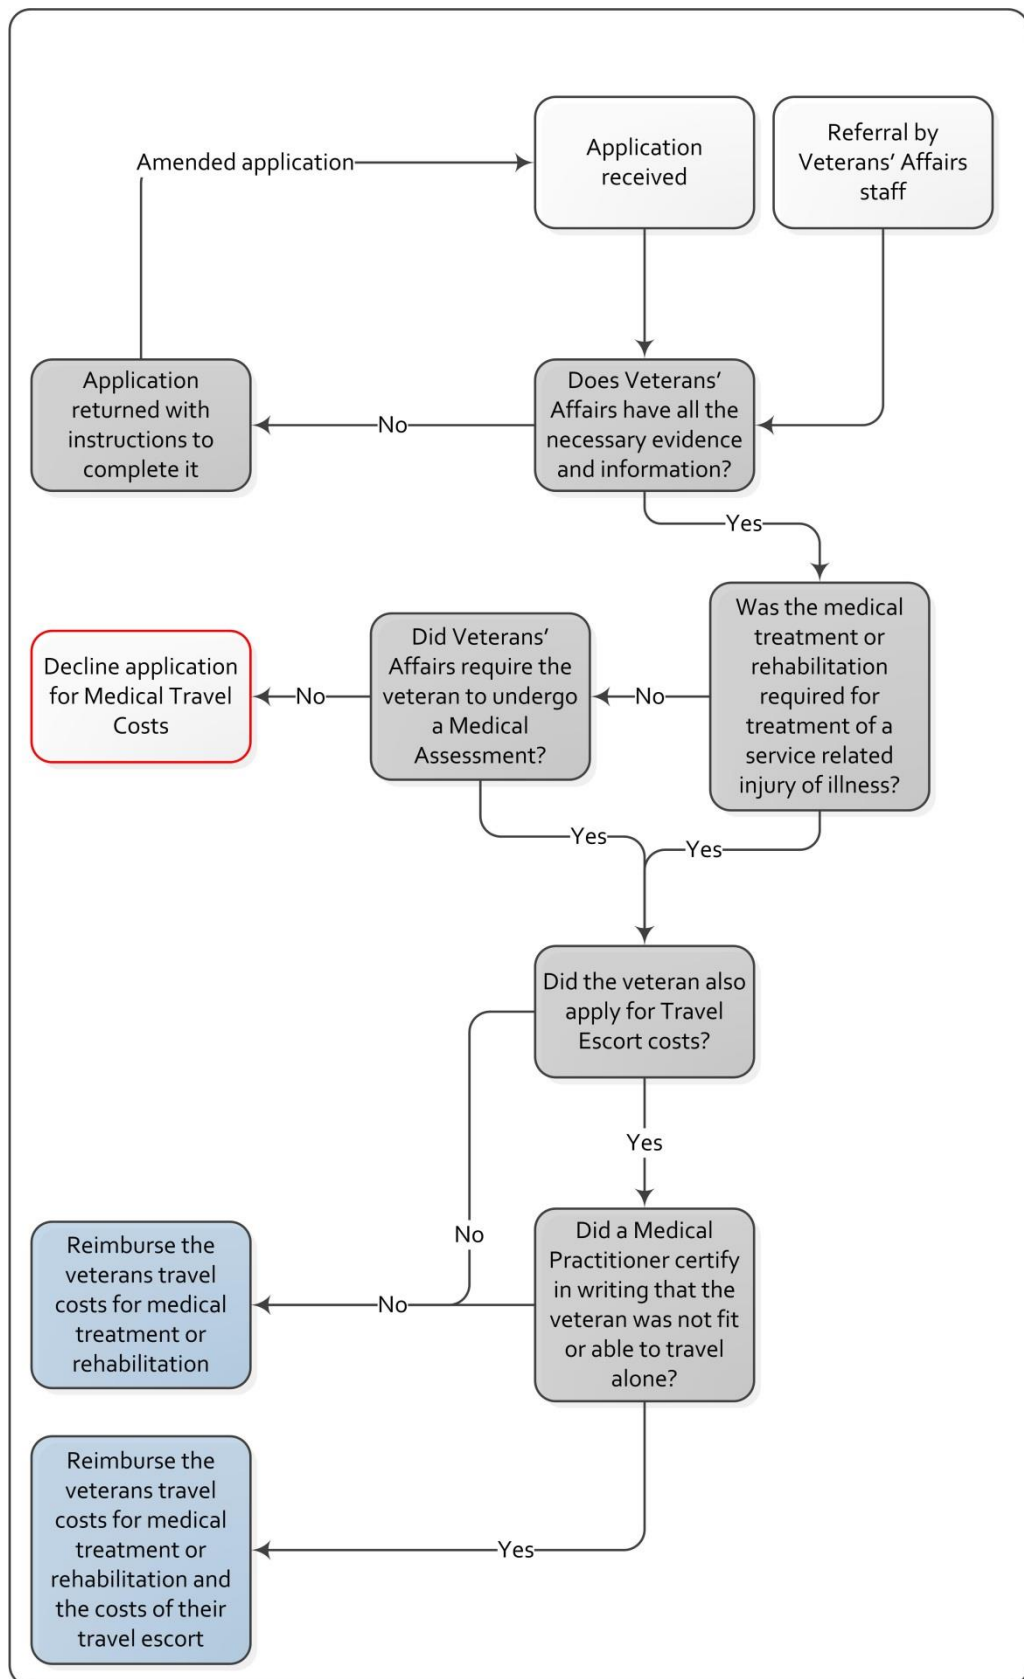 Amended application
Application
received
Referral by
Veterans’ Affairs
staff
Application
returned with
instructions to
complete it
No
Does Veterans’
Affairs have all the
necessary evidence
and information?
Yes
Decline application
for Medical Travel
Costs
No
Did Veterans’
Affairs require the
veteran to undergo
a Medical
Assessment?
No
Was the medical
treatment or
rehabilitation
required for
treatment of a
service related
injury of illness?
Yes
Yes
Did the veteran also
apply for Travel
Escort costs?
Yes
No
Reimburse the
veterans travel
costs for medical
treatment or
rehabilitation
No
Did a Medical
Practitioner certify
in writing that the
veteran was not fit
or able to travel
alone?
Reimburse the
veterans travel
costs for medical
treatment or
rehabilitation and
the costs of their
travel escort
Yes